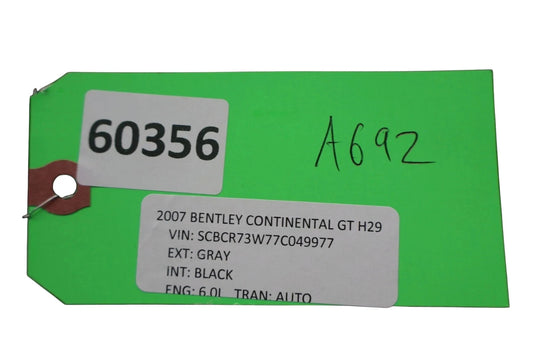 60356
A692
2007 BENTLEY CONTINENTAL GT H29
VIN: SCBCR73W77C049977
EXT: GRAY
INT: BLACK
ENG: 6.0L TRAN: AUTO